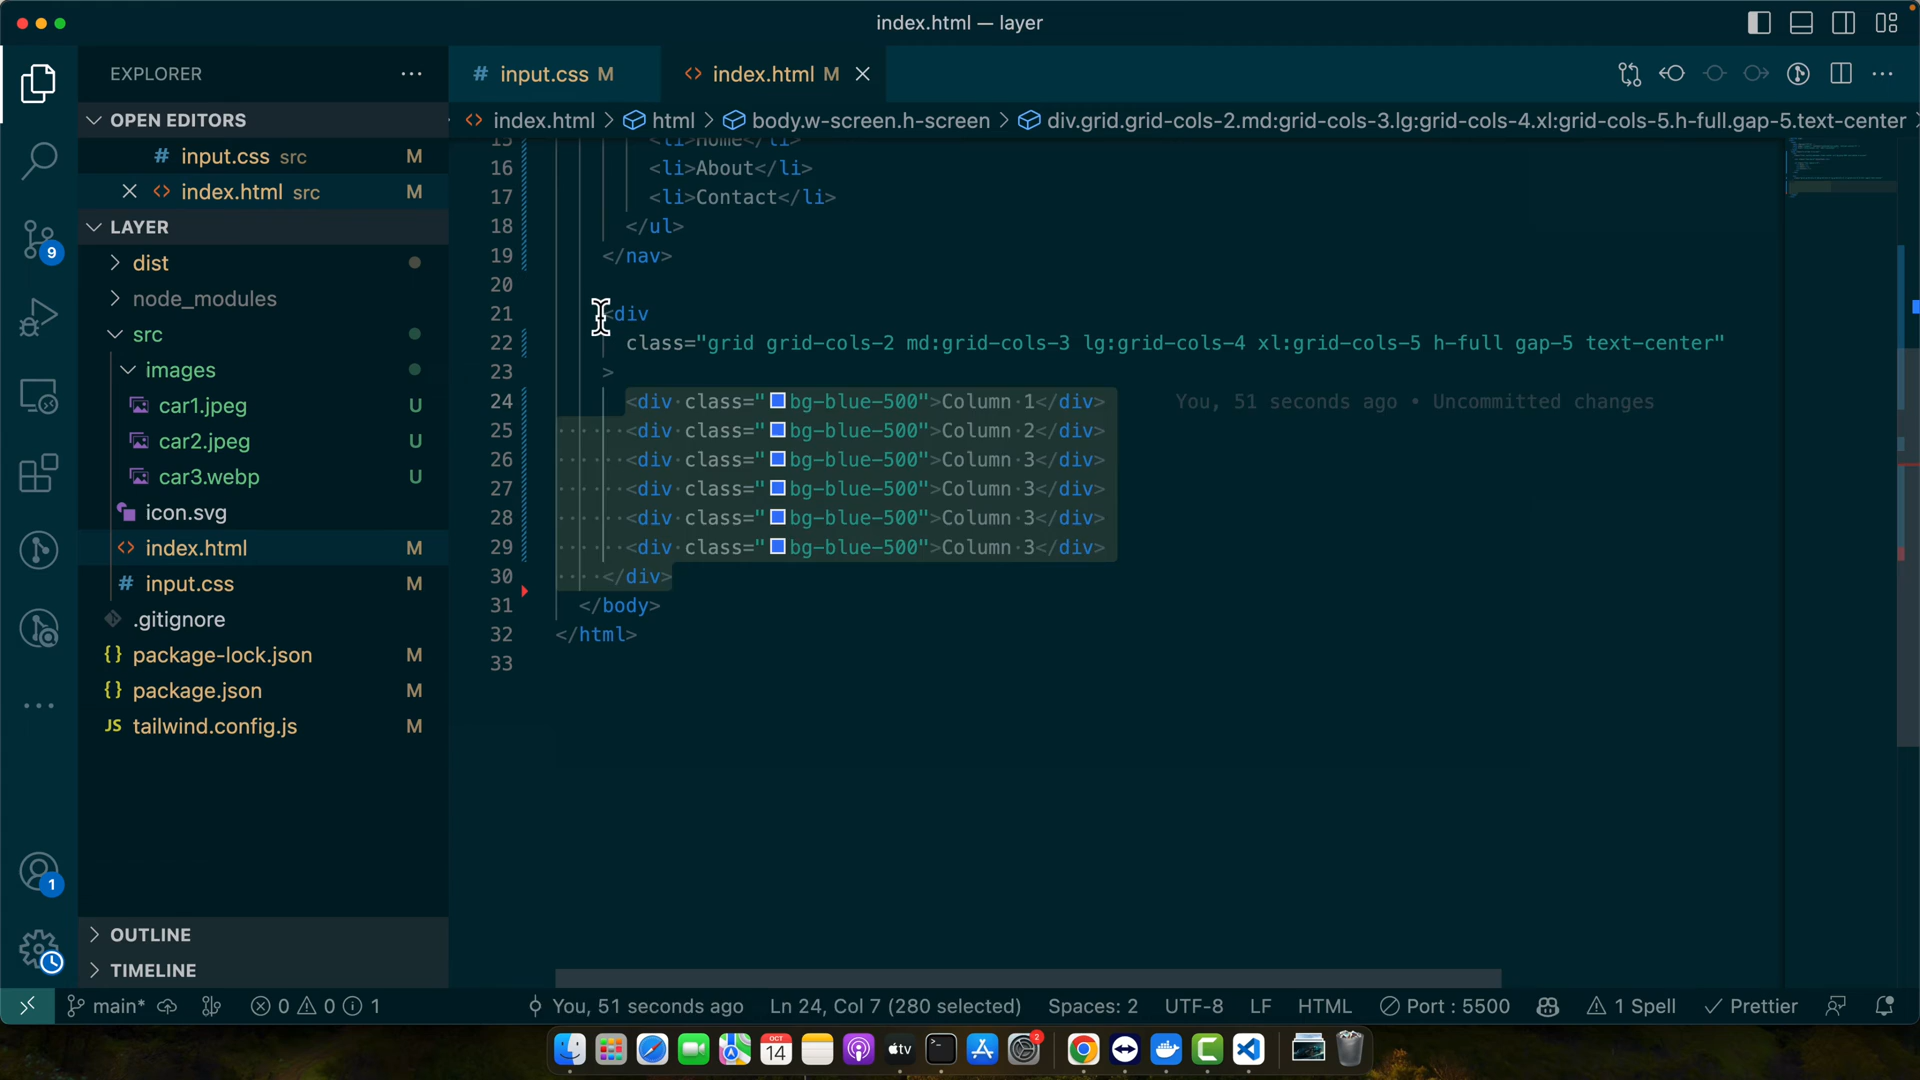 index.html — layer
EXPLORER
input.css M
index.html M
OPEN EDITORS
index.html > html > body.w-screen.h-screen > div.grid.grid-cols-2.md:grid-cols-3.lg:grid-cols-4.xl:grid-cols-5.h-full.gap-5.text-center
input.css src M
index.html src M
LAYER
dist
node_modules
src
images
car1.jpeg U
car2.jpeg U
car3.webp U
icon.svg
index.html M
input.css M
.gitignore
package-lock.json M
package.json M
tailwind.config.js M
OUTLINE
TIMELINE
9
1
15 <li>Home</li>
16 <li>About</li>
17 <li>Contact</li>
18 </ul>
19 </nav>
20
21 <div
22 class="grid grid-cols-2 md:grid-cols-3 lg:grid-cols-4 xl:grid-cols-5 h-full gap-5 text-center"
23 >
24 <div class="bg-blue-500">Column 1</div> You, 51 seconds ago • Uncommitted changes
25 <div class="bg-blue-500">Column 2</div>
26 <div class="bg-blue-500">Column 3</div>
27 <div class="bg-blue-500">Column 3</div>
28 <div class="bg-blue-500">Column 3</div>
29 <div class="bg-blue-500">Column 3</div>
30 </div>
31 </body>
32 </html>
33
main* 0 0 1 You, 51 seconds ago Ln 24, Col 7 (280 selected) Spaces: 2 UTF-8 LF HTML Port : 5500 1 Spell Prettier
OCT
14
tv
2